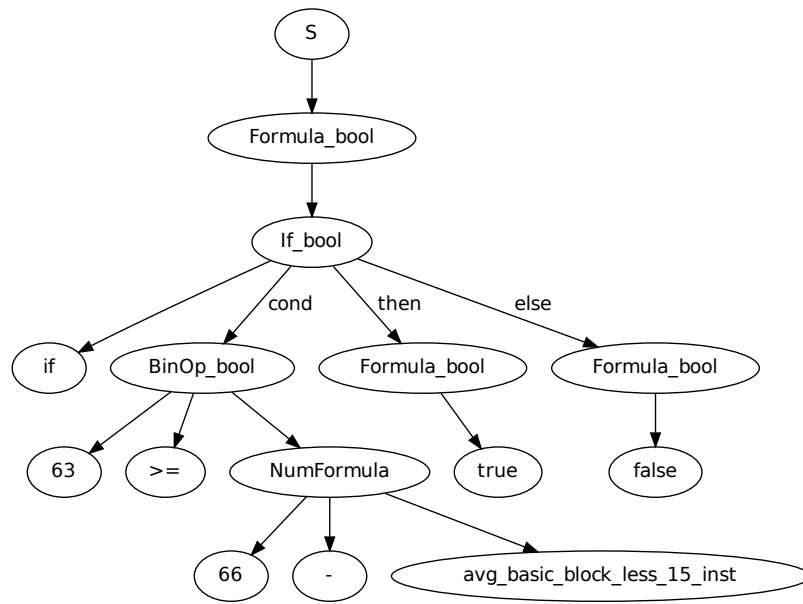 S
Formula_bool
If_bool
cond then else
if BinOp_bool Formula_bool Formula_bool
63 >= NumFormula true false
66 - avg_basic_block_less_15_inst